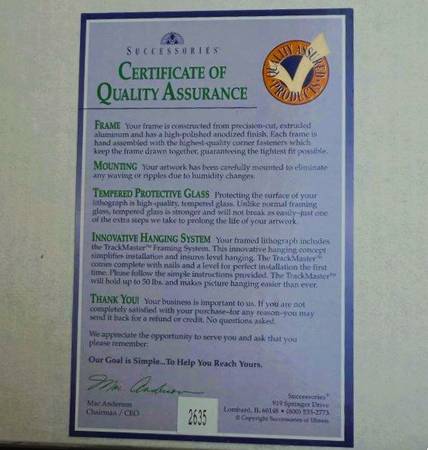 SUCCESSORIES™
CERTIFICATE OF
QUALITY ASSURANCE
QUALITY ASSURED
PRODUCTS
FRAME Your frame is constructed from precision-cut, extruded
aluminum and has a high-polished anodized finish. Each frame is
hand assembled with the highest-quality corner fasteners which
keep the frame drawn together, guaranteeing the tightest fit possible.
MOUNTING Your artwork has been carefully mounted to eliminate
any waving or ripples due to humidity changes.
TEMPERED PROTECTIVE GLASS Protecting the surface of your
lithograph is high-quality, tempered glass. Unlike normal framing
glass, tempered glass is stronger and will not break as easily–just one
of the extra steps we take to prolong the life of your artwork.
INNOVATIVE HANGING SYSTEM Your framed lithograph includes
the TrackMaster™ Framing System. This innovative hanging concept
simplifies installation and insures level hanging. The TrackMaster™
comes complete with nails and a level for perfect installation the first
time. Please follow the simple instructions provided. The TrackMaster™
will hold up to 50 lbs. and makes picture hanging easier than ever.
THANK YOU! Your business is important to us. If you are not
completely satisfied with your purchase–for any reason–you may
send it back for a refund or credit. No questions asked.
We appreciate the opportunity to serve you and ask that you
please remember:
Our Goal is Simple...To Help You Reach Yours.
Mac Anderson
Mac Anderson
Chairman / CEO
2635
Successories®
919 Springer Drive
Lombard, IL 60148 • (800) 535-2773
© Copyright Successories of Illinois